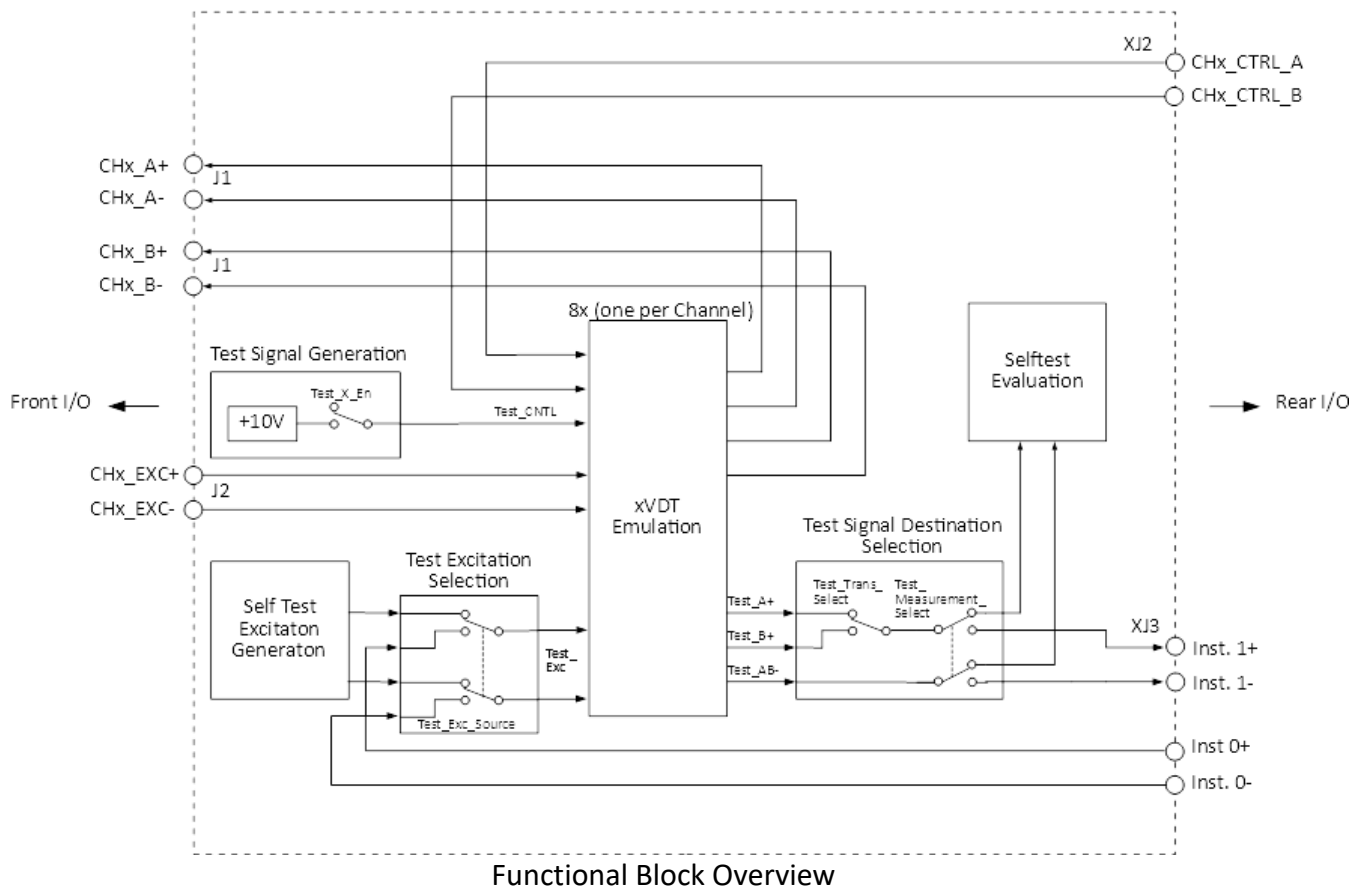 XJ2
CHx_CTRL_A
CHx_CTRL_B
CHx_A+
J1
CHx_A-
CHx_B+
J1
CHx_B-
8x (one per Channel)
Test Signal Generation
Selftest
Evaluation
Front I/O
Test_X_En
+10V
Test_CNTL
Rear I/O
CHx_EXC+
J2
CHx_EXC-
xVDT
Emulation
Test Signal Destination
Selection
Test Excitation
Selection
Self Test
Excitaton
Generaton
Test_Trans_
Select
Test_
Measurement_
Select
Test_A+
Test_B+
Test_AB-
Test_
Exc
Test_Exc_Source
XJ3
Inst. 1+
Inst. 1-
Inst 0+
Inst. 0-
Functional Block Overview